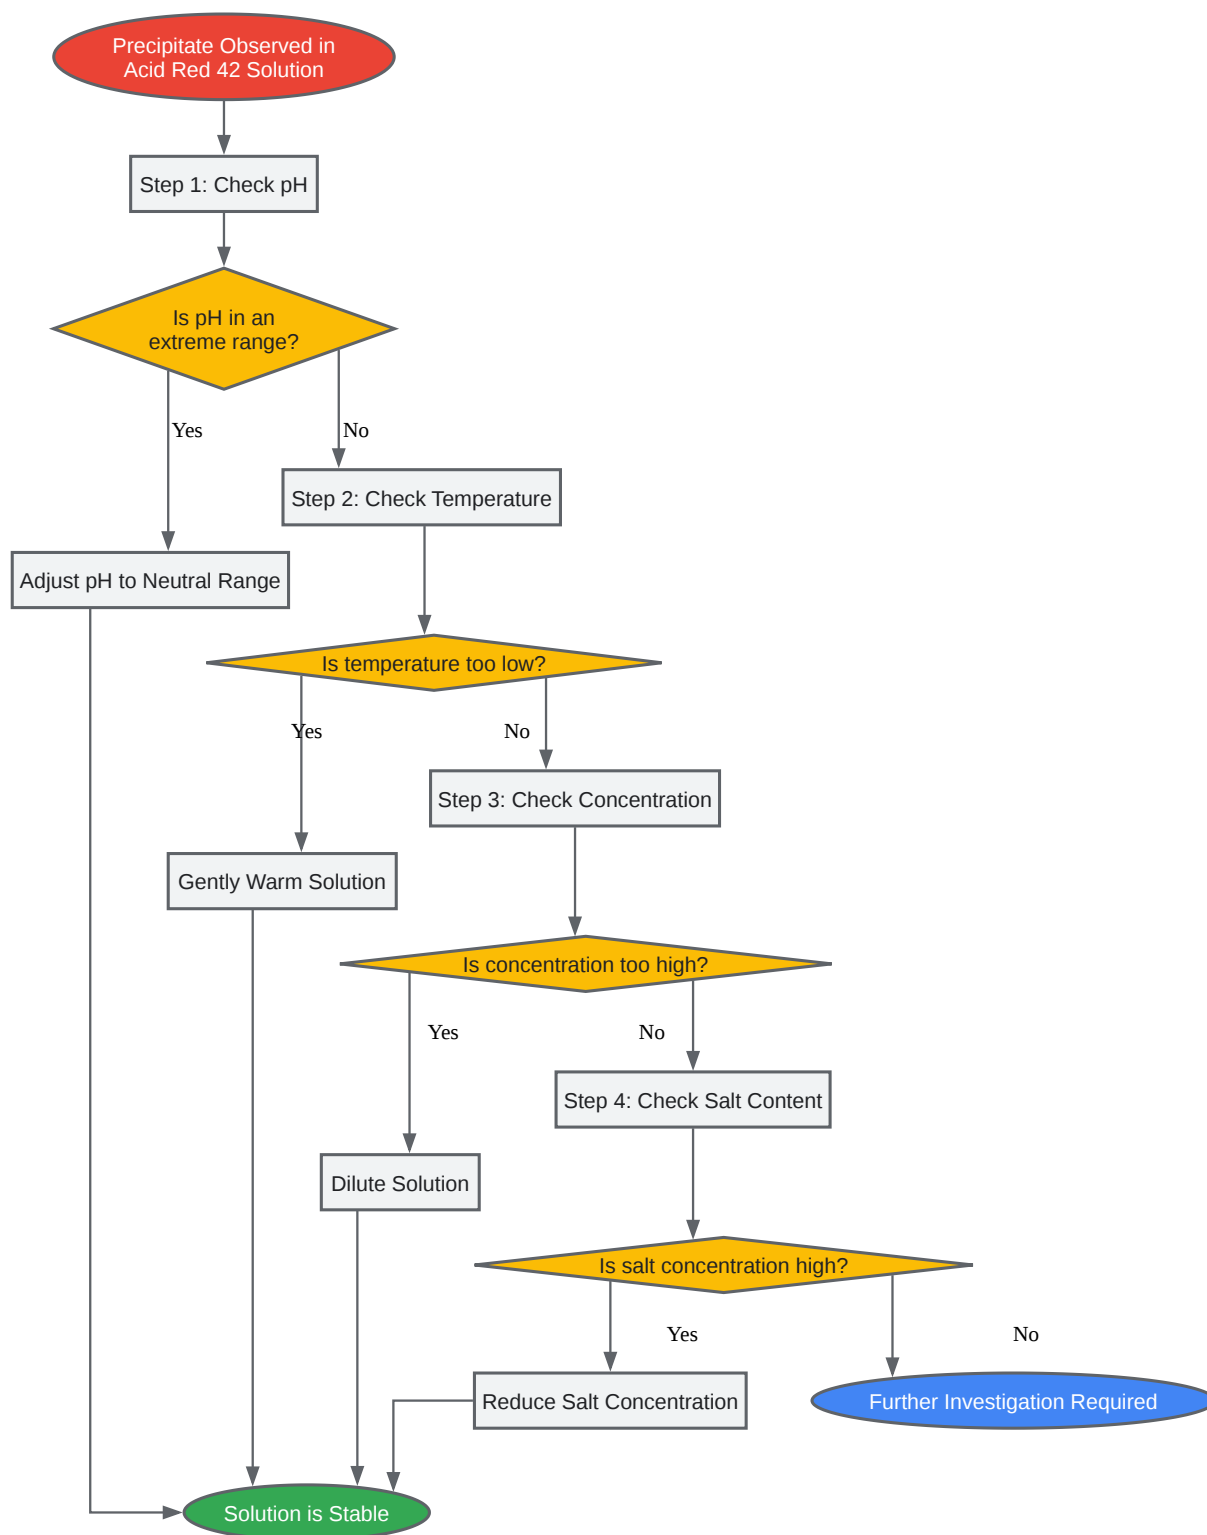 Precipitate Observed in
Acid Red 42 Solution
Step 1: Check pH
Is pH in an
extreme range?
Yes
No
Step 2: Check Temperature
Adjust pH to Neutral Range
Is temperature too low?
Yes
No
Step 3: Check Concentration
Gently Warm Solution
Is concentration too high?
Yes
No
Step 4: Check Salt Content
Dilute Solution
Is salt concentration high?
Yes
No
Reduce Salt Concentration
Further Investigation Required
Solution is Stable